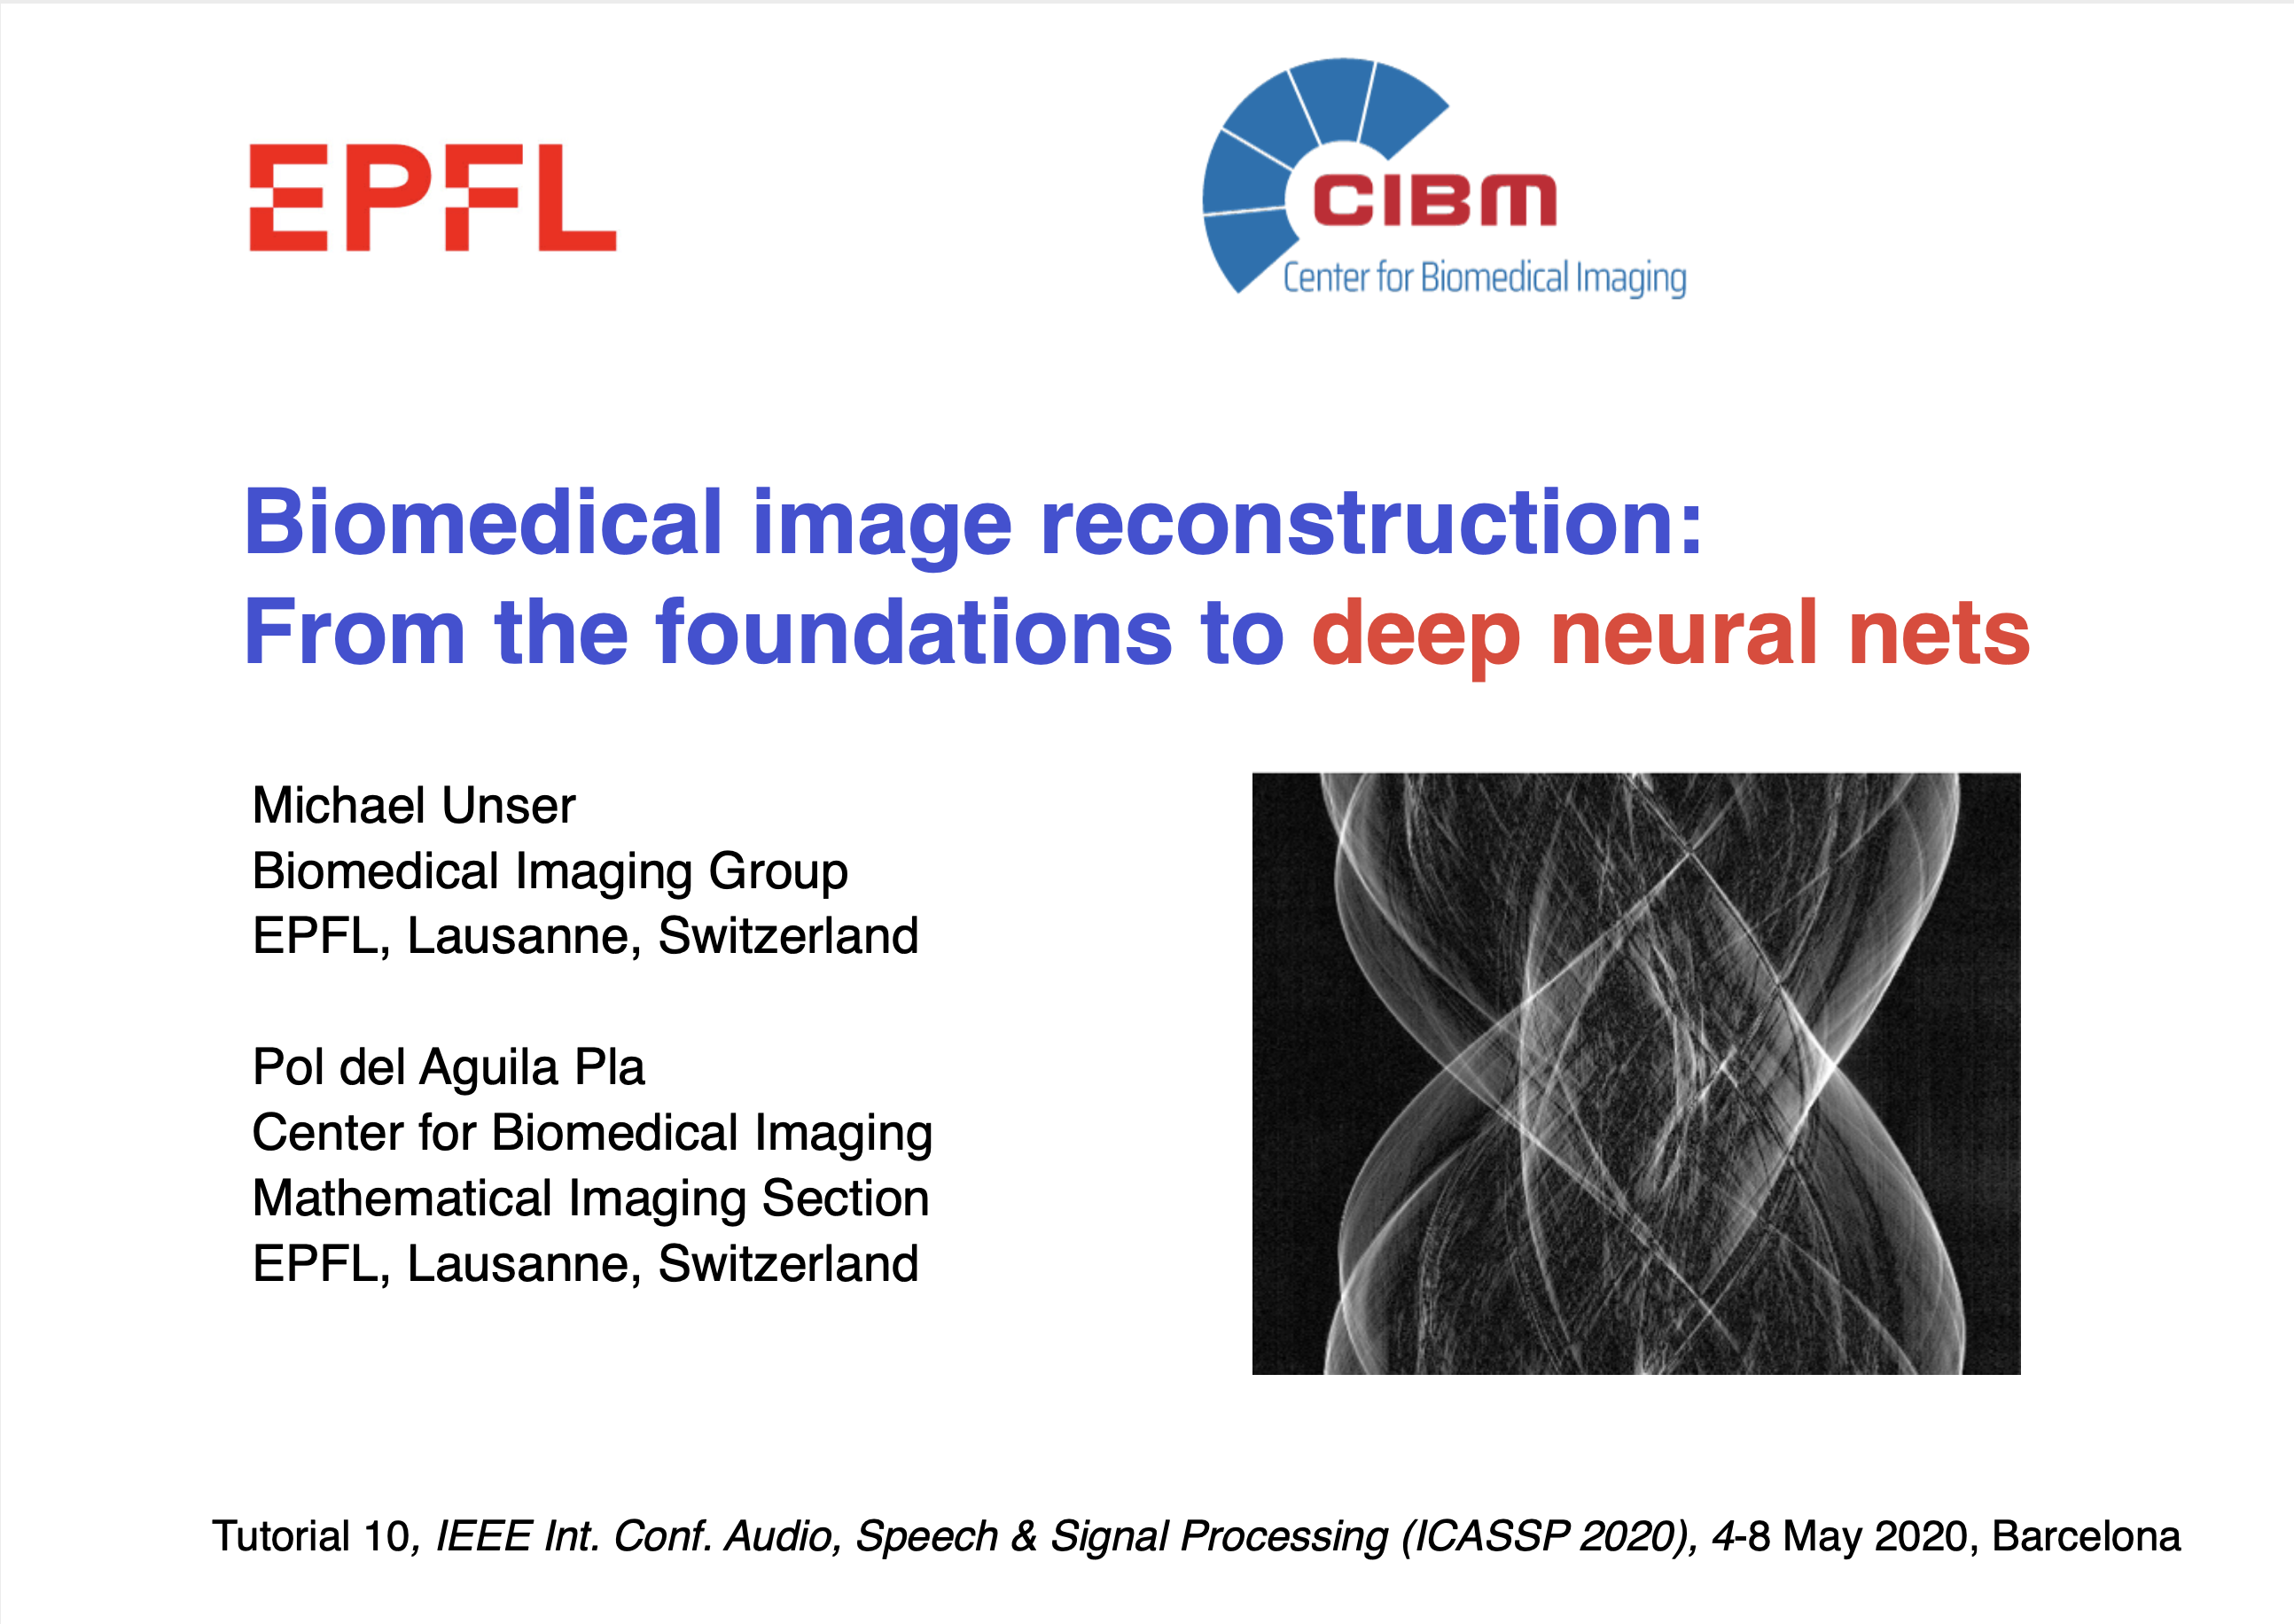 EPFL
CIBM
Center for Biomedical Imaging
Biomedical image reconstruction:
From the foundations to deep neural nets
Michael Unser
Biomedical Imaging Group
EPFL, Lausanne, Switzerland
Pol del Aguila Pla
Center for Biomedical Imaging
Mathematical Imaging Section
EPFL, Lausanne, Switzerland
Tutorial 10, IEEE Int. Conf. Audio, Speech & Signal Processing (ICASSP 2020), 4-8 May 2020, Barcelona